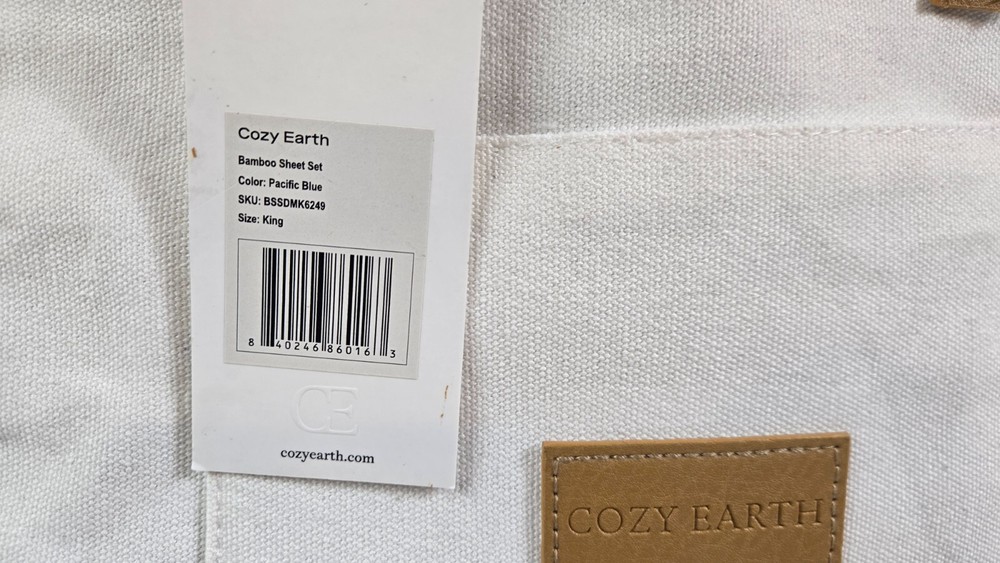 Cozy Earth
Bamboo Sheet Set
Color: Pacific Blue
SKU: BSSDMK6249
Size: King
8 40246 86016 3
CE
cozyearth.com
COZY EARTH